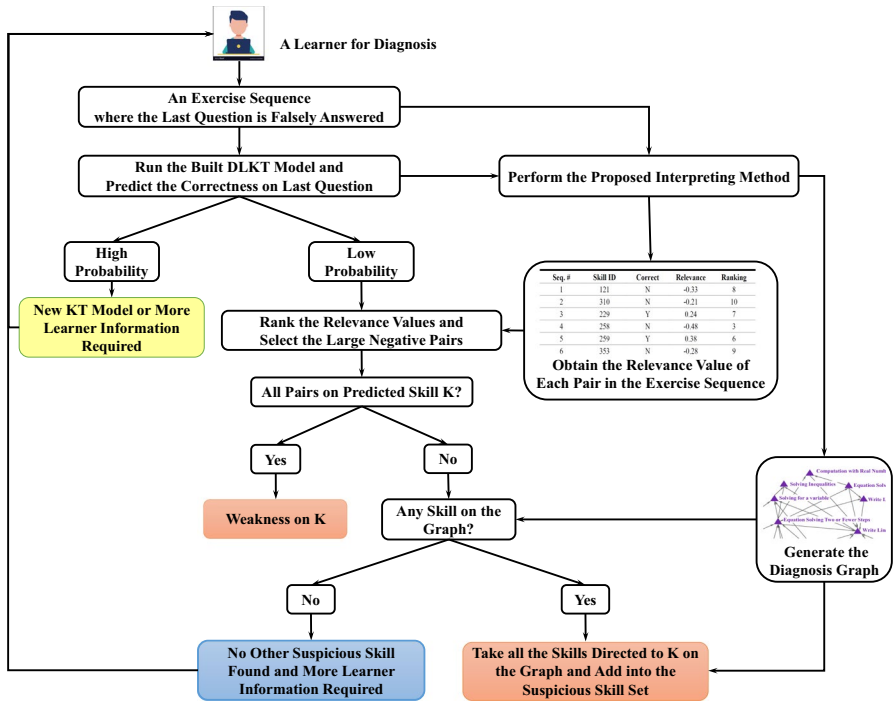 A Learner for Diagnosis
An Exercise Sequence
where the Last Question is Falsely Answered
Run the Built DLKT Model and
Predict the Correctness on Last Question
Perform the Proposed Interpreting Method
High
Probability
Low
Probability
New KT Model or More
Learner Information
Required
Rank the Relevance Values and
Select the Large Negative Pairs
Seq. # Skill ID Correct Relevance Ranking
1 121 N -0.33 8
2 310 N -0.21 10
3 229 Y 0.24 7
4 258 N -0.48 3
5 259 Y 0.38 6
6 353 N -0.28 9
Obtain the Relevance Value of
Each Pair in the Exercise Sequence
All Pairs on Predicted Skill K?
Yes
No
Weakness on K
Any Skill on the
Graph?
Computation with Real Numb
Solving Inequalities
Equation Solv
Solving for a variable
Write L
Equation Solving Two or Fewer Steps
Write Lin
Generate the
Diagnosis Graph
No
Yes
No Other Suspicious Skill
Found and More Learner
Information Required
Take all the Skills Directed to K on
the Graph and Add into the
Suspicious Skill Set